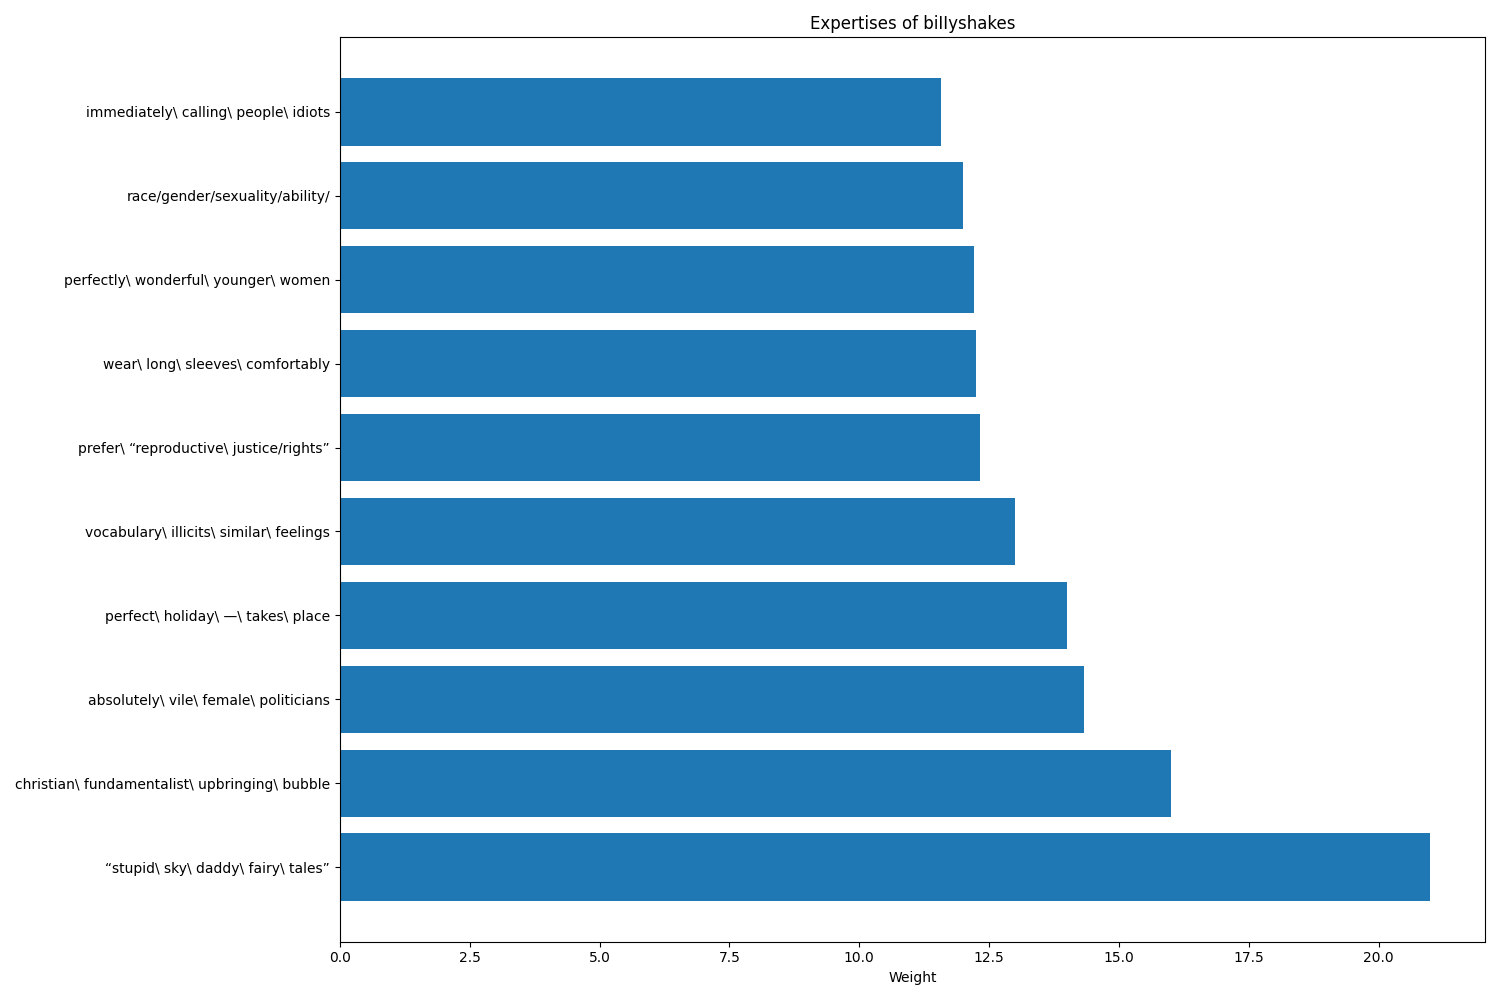 Expertises of biIIyshakes
immediately\ calling\ people\ idiots
race/gender/sexuality/ability/
perfectly\ wonderful\ younger\ women
wear\ long\ sleeves\ comfortably
prefer\ “reproductive\ justice/rights”
vocabulary\ illicits\ similar\ feelings
perfect\ holiday\ —\ takes\ place
absolutely\ vile\ female\ politicians
christian\ fundamentalist\ upbringing\ bubble
“stupid\ sky\ daddy\ fairy\ tales”
0.0 2.5 5.0 7.5 10.0 12.5 15.0 17.5 20.0
Weight